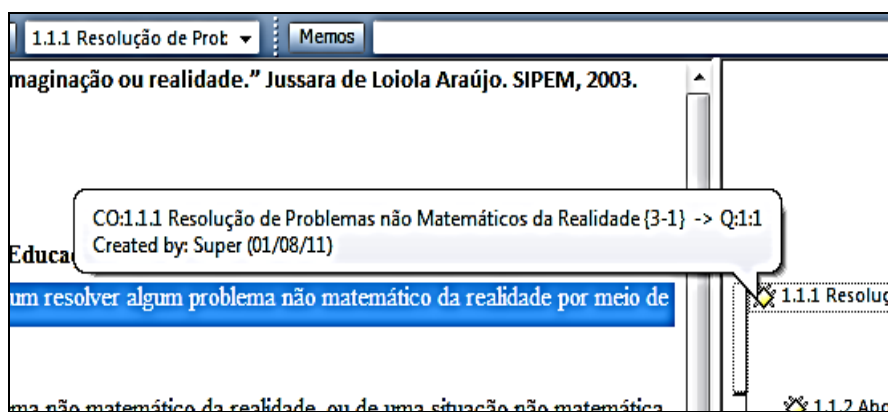 1.1.1 Resolução de Prob Memos
maginação ou realidade.” Jussara de Loiola Araújo. SIPEM, 2003.
CO:1.1.1 Resolução de Problemas não Matemáticos da Realidade {3-1} -> Q:1:1
Created by: Super (01/08/11)
Educa
um resolver algum problema não matemático da realidade por meio de
1.1.1 Resoluç
ma não matemático da realidade, ou de uma situação não matemática
1.1.2 Abo